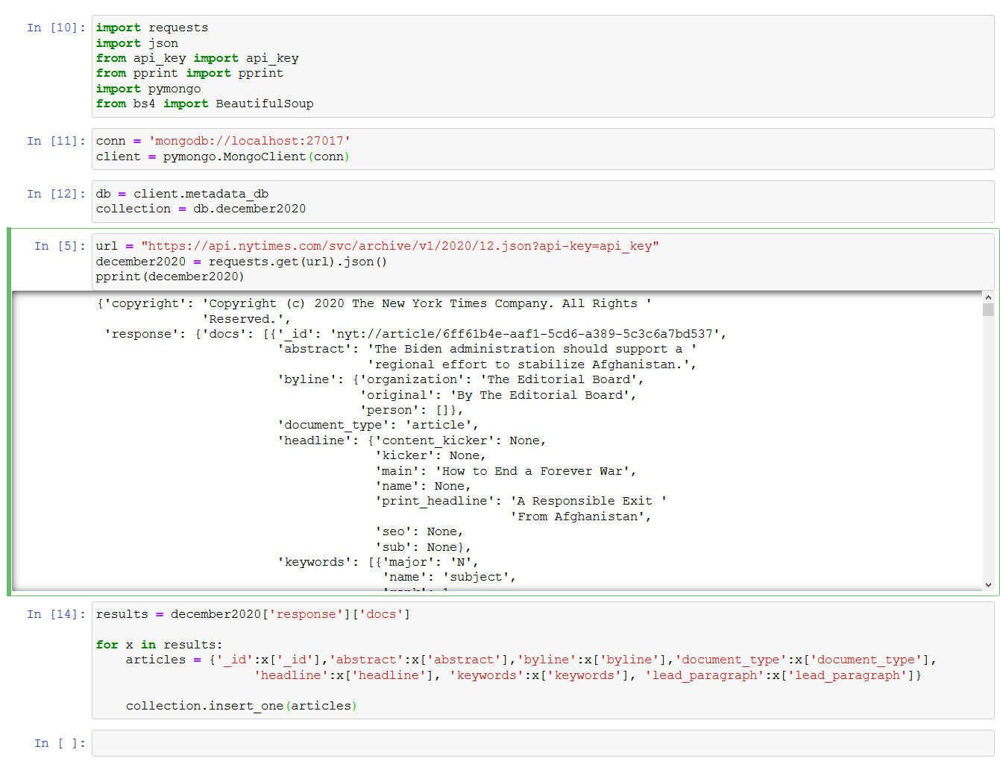 In [10]: import requests
import json
from api_key import api_key
from pprint import pprint
import pymongo
from bs4 import BeautifulSoup
In [11]: conn = 'mongodb://localhost:27017'
client = pymongo.MongoClient(conn)
In [12]: db = client.metadata_db
collection = db.december2020
In [5]: url = "https://api.nytimes.com/svc/archive/v1/2020/12.json?api-key=api_key"
december2020 = requests.get(url).json()
pprint(december2020)
{'copyright': 'Copyright (c) 2020 The New York Times Company. All Rights '
'Reserved.',
'response': {'docs': [{'_id': 'nyt://article/6ff61b4e-aaf1-5cd6-a389-5c3c6a7bd537',
'abstract': 'The Biden administration should support a '
'regional effort to stabilize Afghanistan.',
'byline': {'organization': 'The Editorial Board',
'original': 'By The Editorial Board',
'person': []},
'document_type': 'article',
'headline': {'content_kicker': None,
'kicker': None,
'main': 'How to End a Forever War',
'name': None,
'print_headline': 'A Responsible Exit '
'From Afghanistan',
'seo': None,
'sub': None},
'keywords': [{'major': 'N',
'name': 'subject',
In [14]: results = december2020['response']['docs']
for x in results:
articles = {'_id':x['_id'],'abstract':x['abstract'],'byline':x['byline'],'document_type':x['document_type'],
'headline':x['headline'], 'keywords':x['keywords'], 'lead_paragraph':x['lead_paragraph']}
collection.insert_one(articles)
In [ ]: